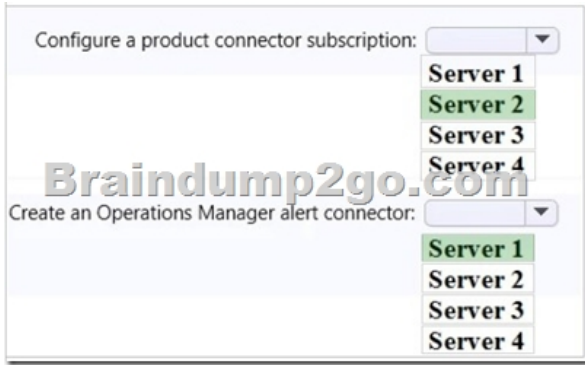 Configure a product connector subscription:
Server 1
Server 2
Server 3
Server 4
Braindump2go.com
Create an Operations Manager alert connector:
Server 1
Server 2
Server 3
Server 4